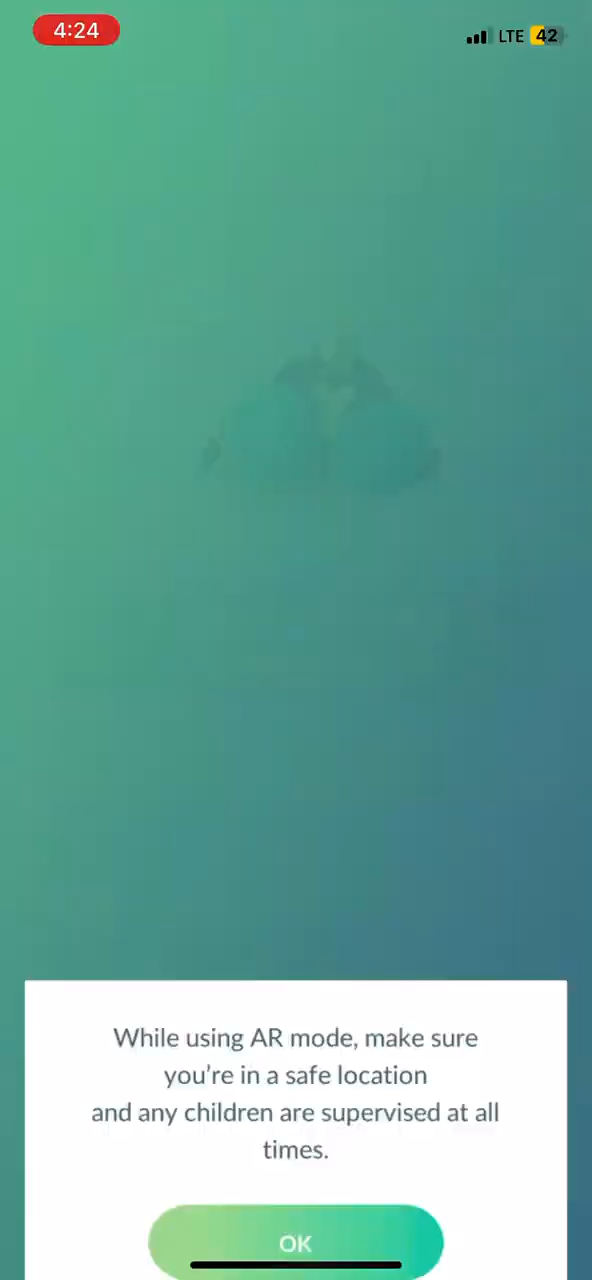 4:24
LTE 42
While using AR mode, make sure
you're in a safe location
and any children are supervised at all
times.
OK